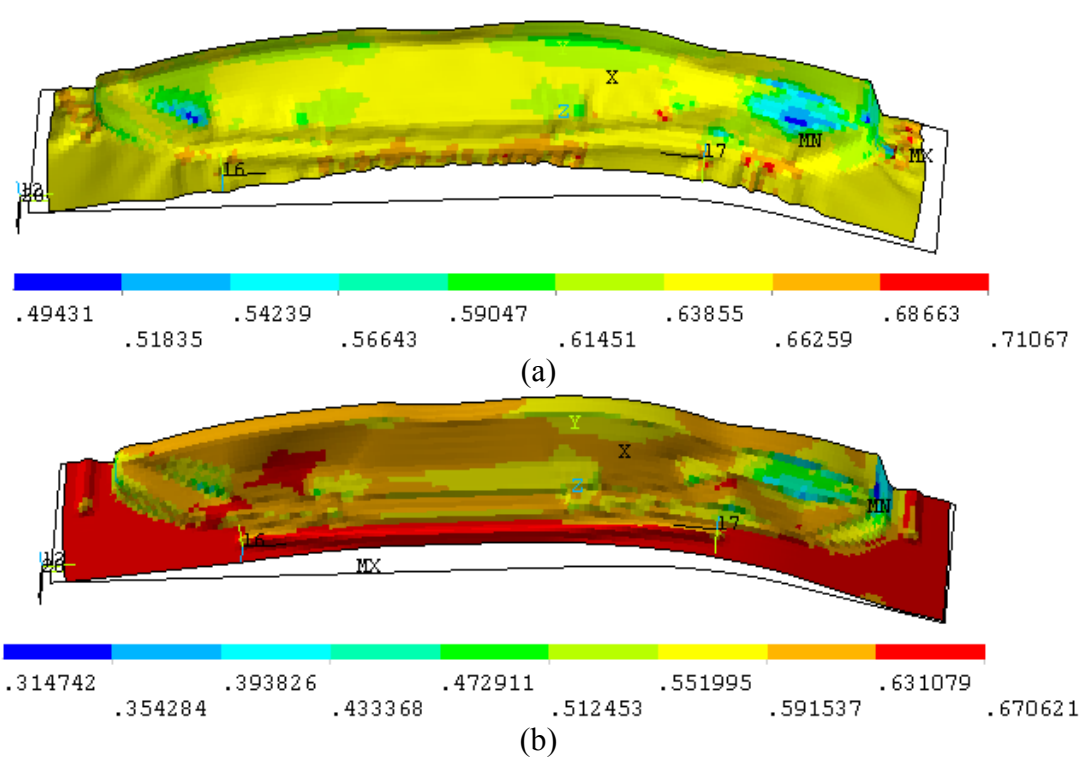 Y
X
Z
MN
MX
16
17
.49431 .54239 .59047 .63855 .68663
.51835 .56643 .61451 .66259 .71067
(a)
Y
X
Z
MN
16
17
MX
.314742 .393826 .472911 .551995 .631079
.354284 .433368 .512453 .591537 .670621
(b)